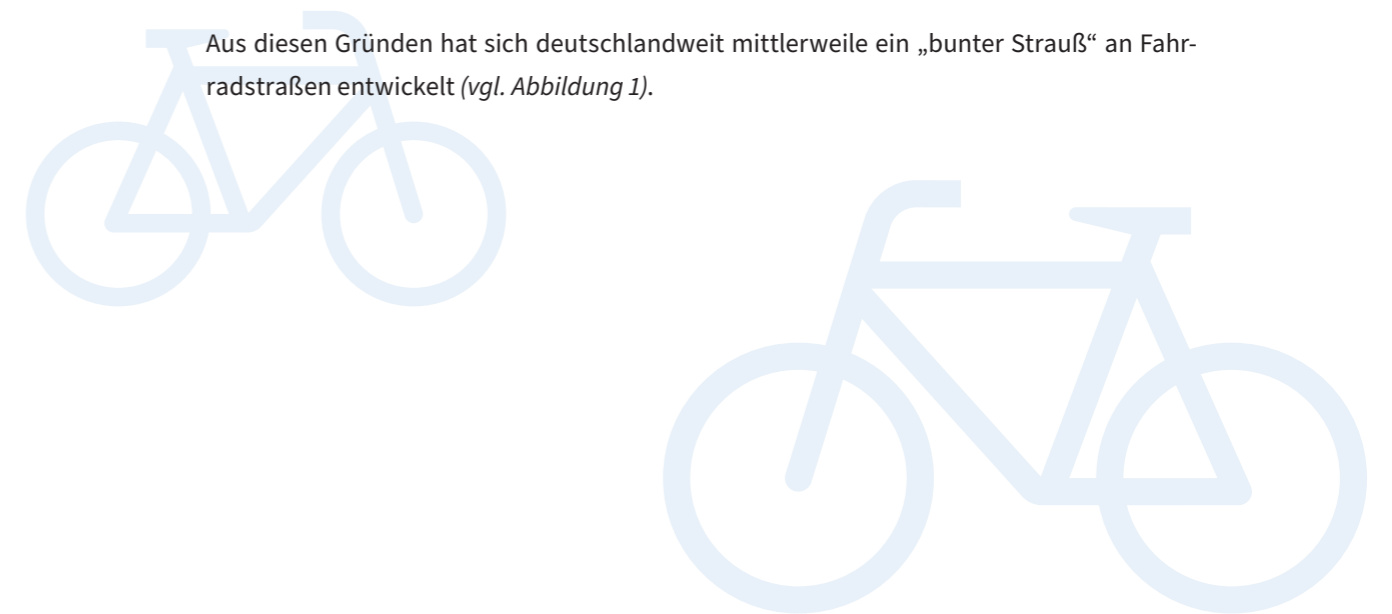 Aus diesen Gründen hat sich deutschlandweit mittlerweile ein „bunter Strauß“ an Fahr-
radstraßen entwickelt (vgl. Abbildung 1).